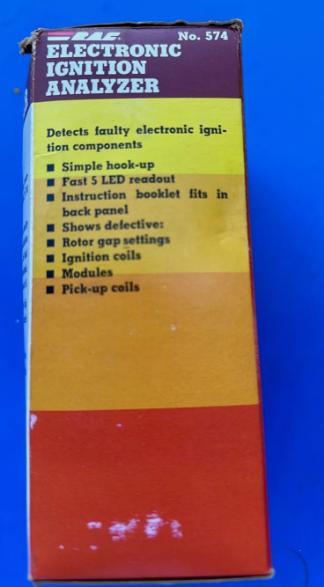 RAE. No. 574
ELECTRONIC
IGNITION
ANALYZER
Detects faulty electronic igni-
tion components
■ Simple hook-up
■ Fast 5 LED readout
■ Instruction booklet fits in
back panel
■ Shows defective:
■ Rotor gap settings
■ Ignition coils
■ Modules
■ Pick-up coils